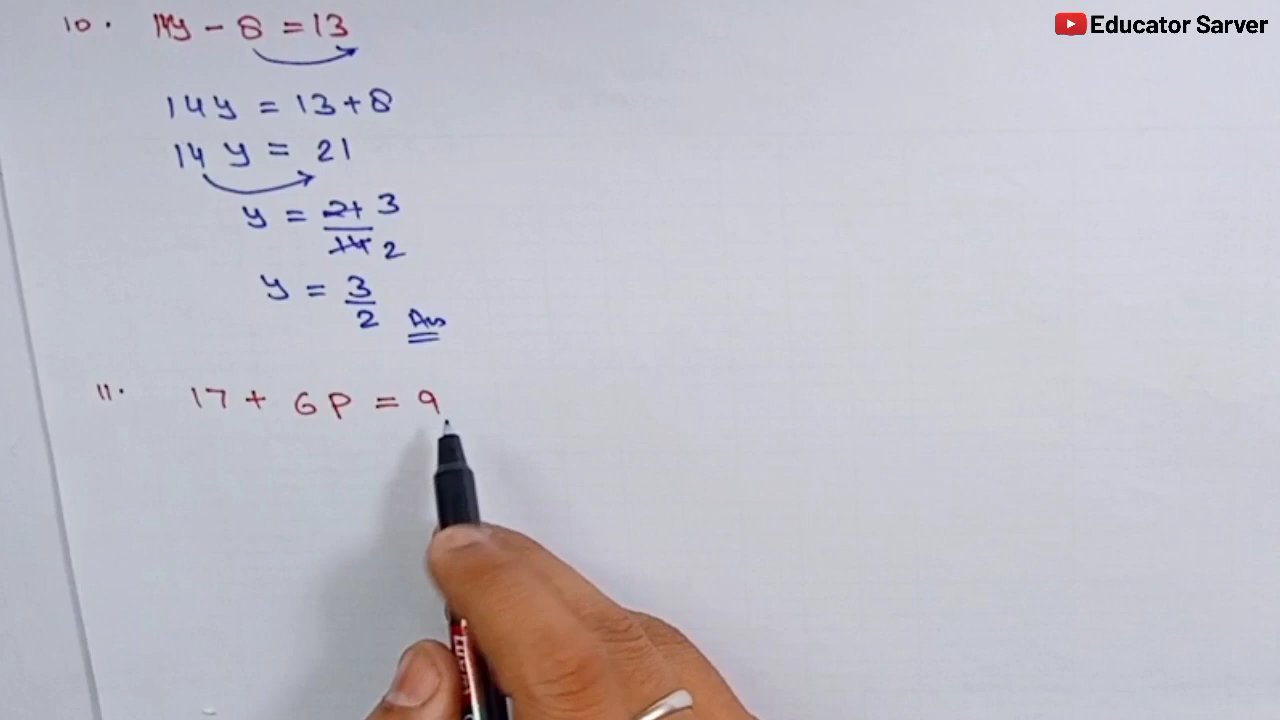 Educator Sarver
10. 14y - 8 = 13
14y = 13+8
14 y = 21
y = 21 3
14 2
y = 3
2 Ans
11. 17 + 6P = 9